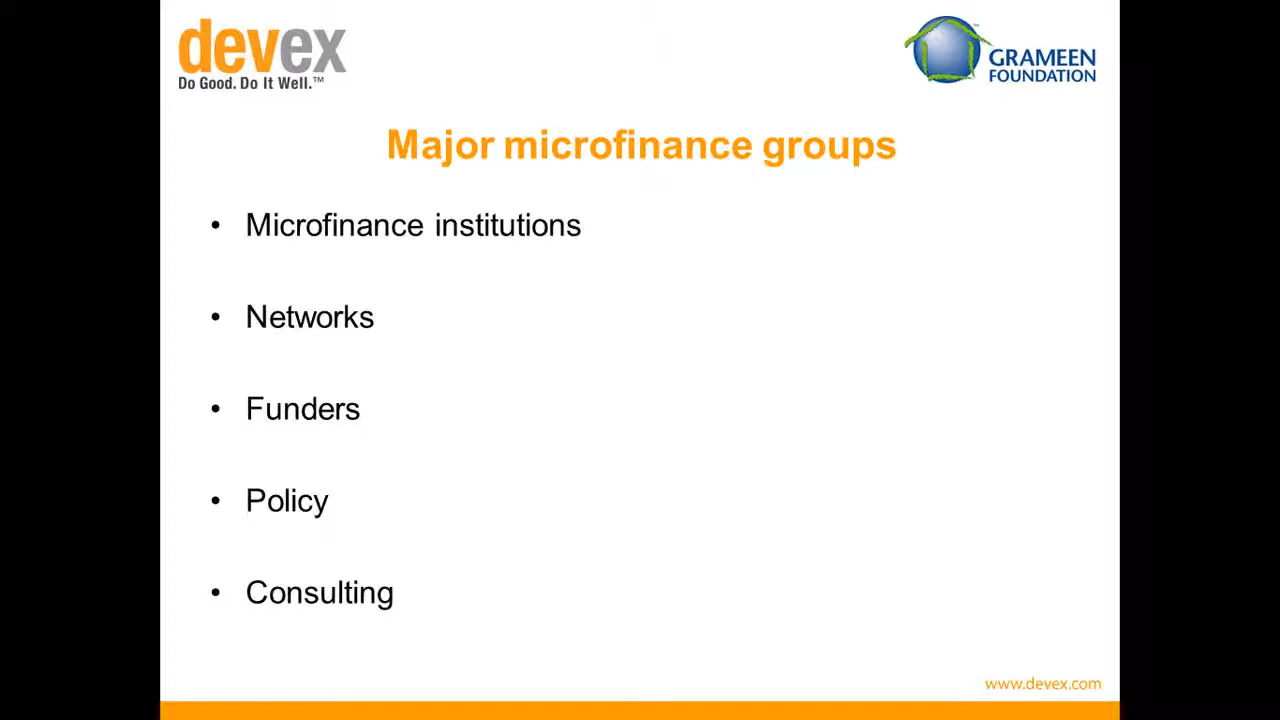 devex
Do Good. Do It Well.™
GRAMEEN
FOUNDATION
Major microfinance groups
• Microfinance institutions
• Networks
• Funders
• Policy
• Consulting
www.devex.com